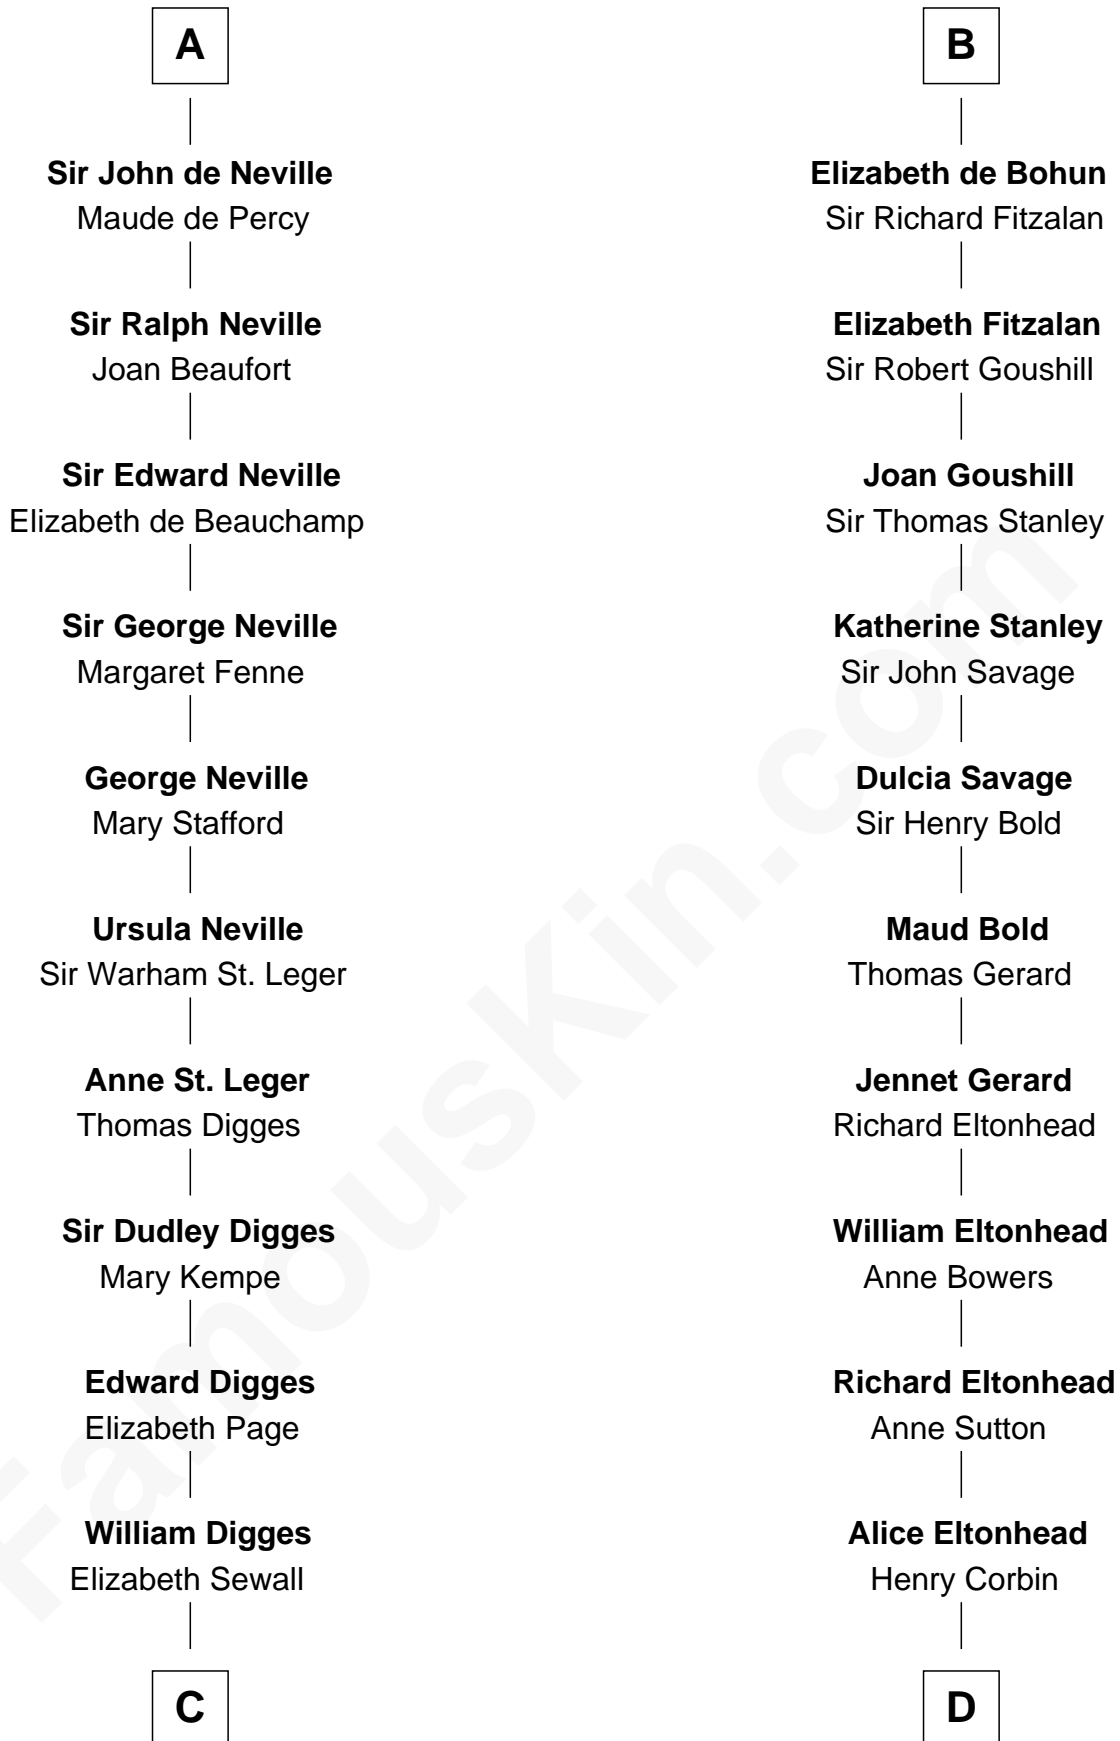 A
Sir John de Neville
Maude de Percy
Sir Ralph Neville
Joan Beaufort
Sir Edward Neville
Elizabeth de Beauchamp
Sir George Neville
Margaret Fenne
George Neville
Mary Stafford
Ursula Neville
Sir Warham St. Leger
Anne St. Leger
Thomas Digges
Sir Dudley Digges
Mary Kempe
Edward Digges
Elizabeth Page
William Digges
Elizabeth Sewall
C
B
Elizabeth de Bohun
Sir Richard Fitzalan
Elizabeth Fitzalan
Sir Robert Goushill
Joan Goushill
Sir Thomas Stanley
Katherine Stanley
Sir John Savage
Dulcia Savage
Sir Henry Bold
Maud Bold
Thomas Gerard
Jennet Gerard
Richard Eltonhead
William Eltonhead
Anne Bowers
Richard Eltonhead
Anne Sutton
Alice Eltonhead
Henry Corbin
D
FamousKin.com